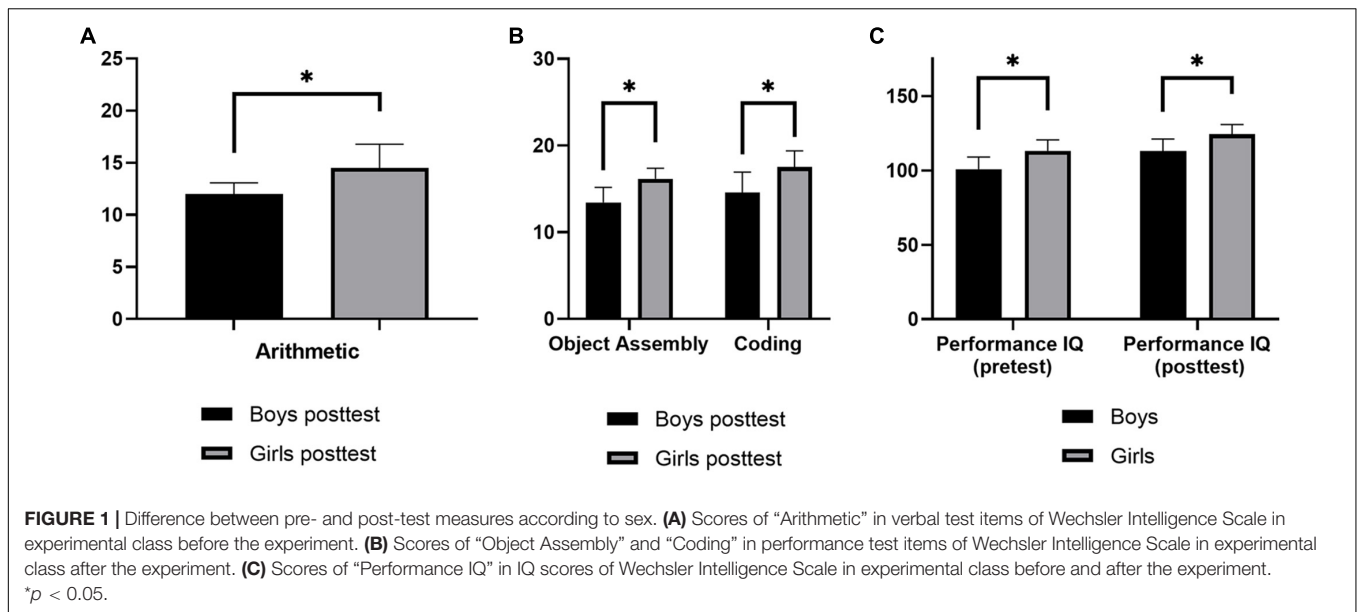 A
25
20
15
10
5
0
*
Arithmetic
Boys posttest
Girls posttest
B
30
20
10
0
*
*
Object Assembly
Coding
Boys posttest
Girls posttest
C
150
100
50
0
*
*
Performance IQ
(pretest)
Performance IQ
(posttest)
Boys
Girls
FIGURE 1 | Difference between pre- and post-test measures according to sex. (A) Scores of “Arithmetic” in verbal test items of Wechsler Intelligence Scale in
experimental class before the experiment. (B) Scores of “Object Assembly” and “Coding” in performance test items of Wechsler Intelligence Scale in experimental
class after the experiment. (C) Scores of “Performance IQ” in IQ scores of Wechsler Intelligence Scale in experimental class before and after the experiment.
*p < 0.05.